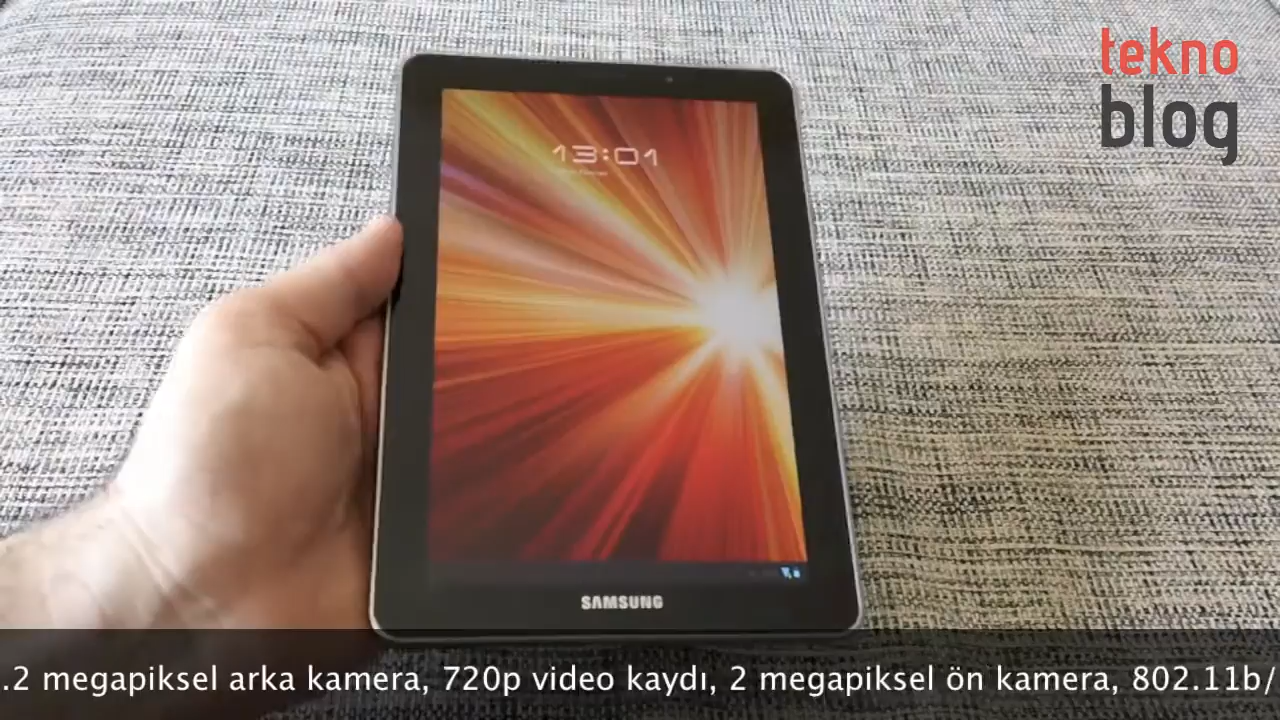 tekno
blog
13:01
SAMSUNG
.2 megapiksel arka kamera, 720p video kaydı, 2 megapiksel ön kamera, 802.11b/